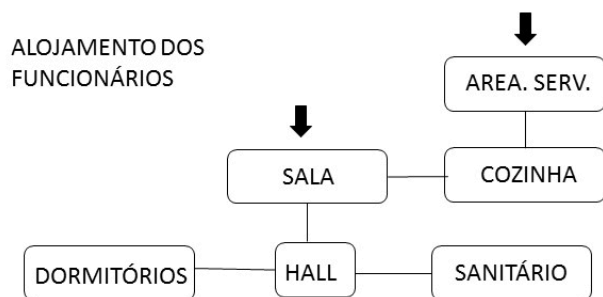 ALOJAMENTO DOS
FUNCIONÁRIOS
AREA. SERV.
SALA
COZINHA
DORMITÓRIOS
HALL
SANITÁRIO